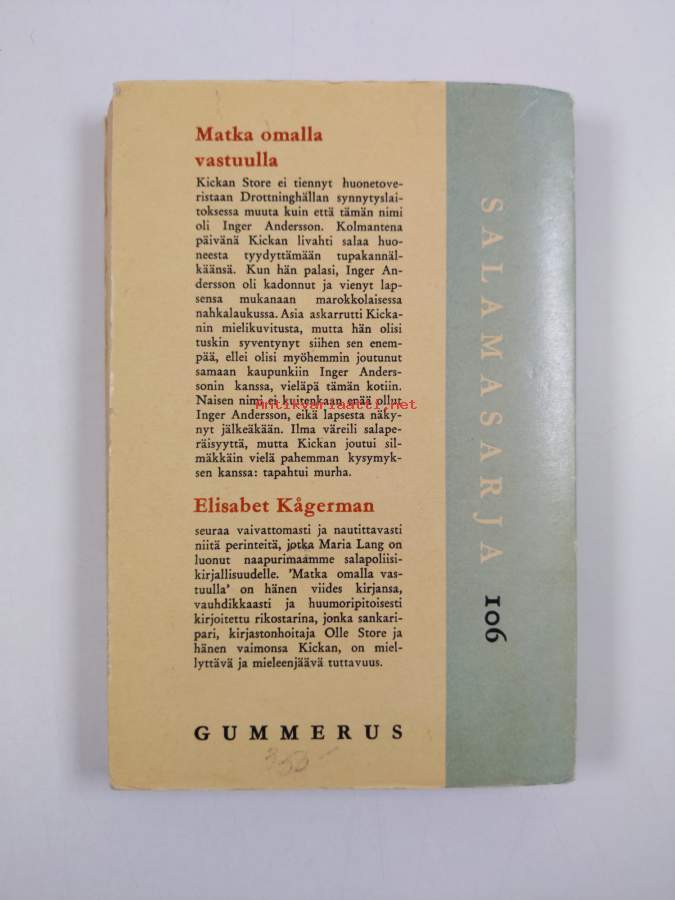 Matka omalla
vastuulla
Kickan Store ei tiennyt huonetove-
ristaan Drottninghällan synnytyslai-
toksessa muuta kuin että tämän nimi
oli Inger Andersson. Kolmantena
päivänä Kickan livahti salaa huo-
neesta tyydyttämään tupakannäl-
käänsä. Kun hän palasi, Inger An-
dersson oli kadonnut ja vienyt lap-
sensa mukanaan marokkolaisessa
nahkalaukussa. Asia askarrutti Kicka-
nin mielikuvitusta, mutta hän olisi
tuskin syventynyt siihen sen enem-
pää, ellei olisi myöhemmin joutunut
samaan kaupunkiin Inger Anders-
sonin kanssa, vieläpä tämän kotiin.
Naisen nimi ei kuitenkaan enää ollut
Inger Andersson, eikä lapsesta näky-
nyt jälkeäkään. Ilma väreili salape-
räisyyttä, mutta Kickan joutui sil-
mäkkäin vielä pahemman kysymyk-
sen kanssa: tapahtui murha.
Elisabet Kågerman
seuraa vaivattomasti ja nautittavasti
niitä perinteitä, jotka Maria Lang on
luonut naapurimaamme salapoliisi-
kirjallisuudelle. 'Matka omalla vas-
tuulla' on hänen viides kirjansa,
vauhdikkaasti ja huumoripitoisesti
kirjoitettu rikostarina, jonka sankari-
pari, kirjastonhoitaja Olle Store ja
hänen vaimonsa Kickan, on miel-
lyttävä ja mieleenjäävä tuttavuus.
GUMMERUS
SALAMASARJA 106
Antikvariaatti.net